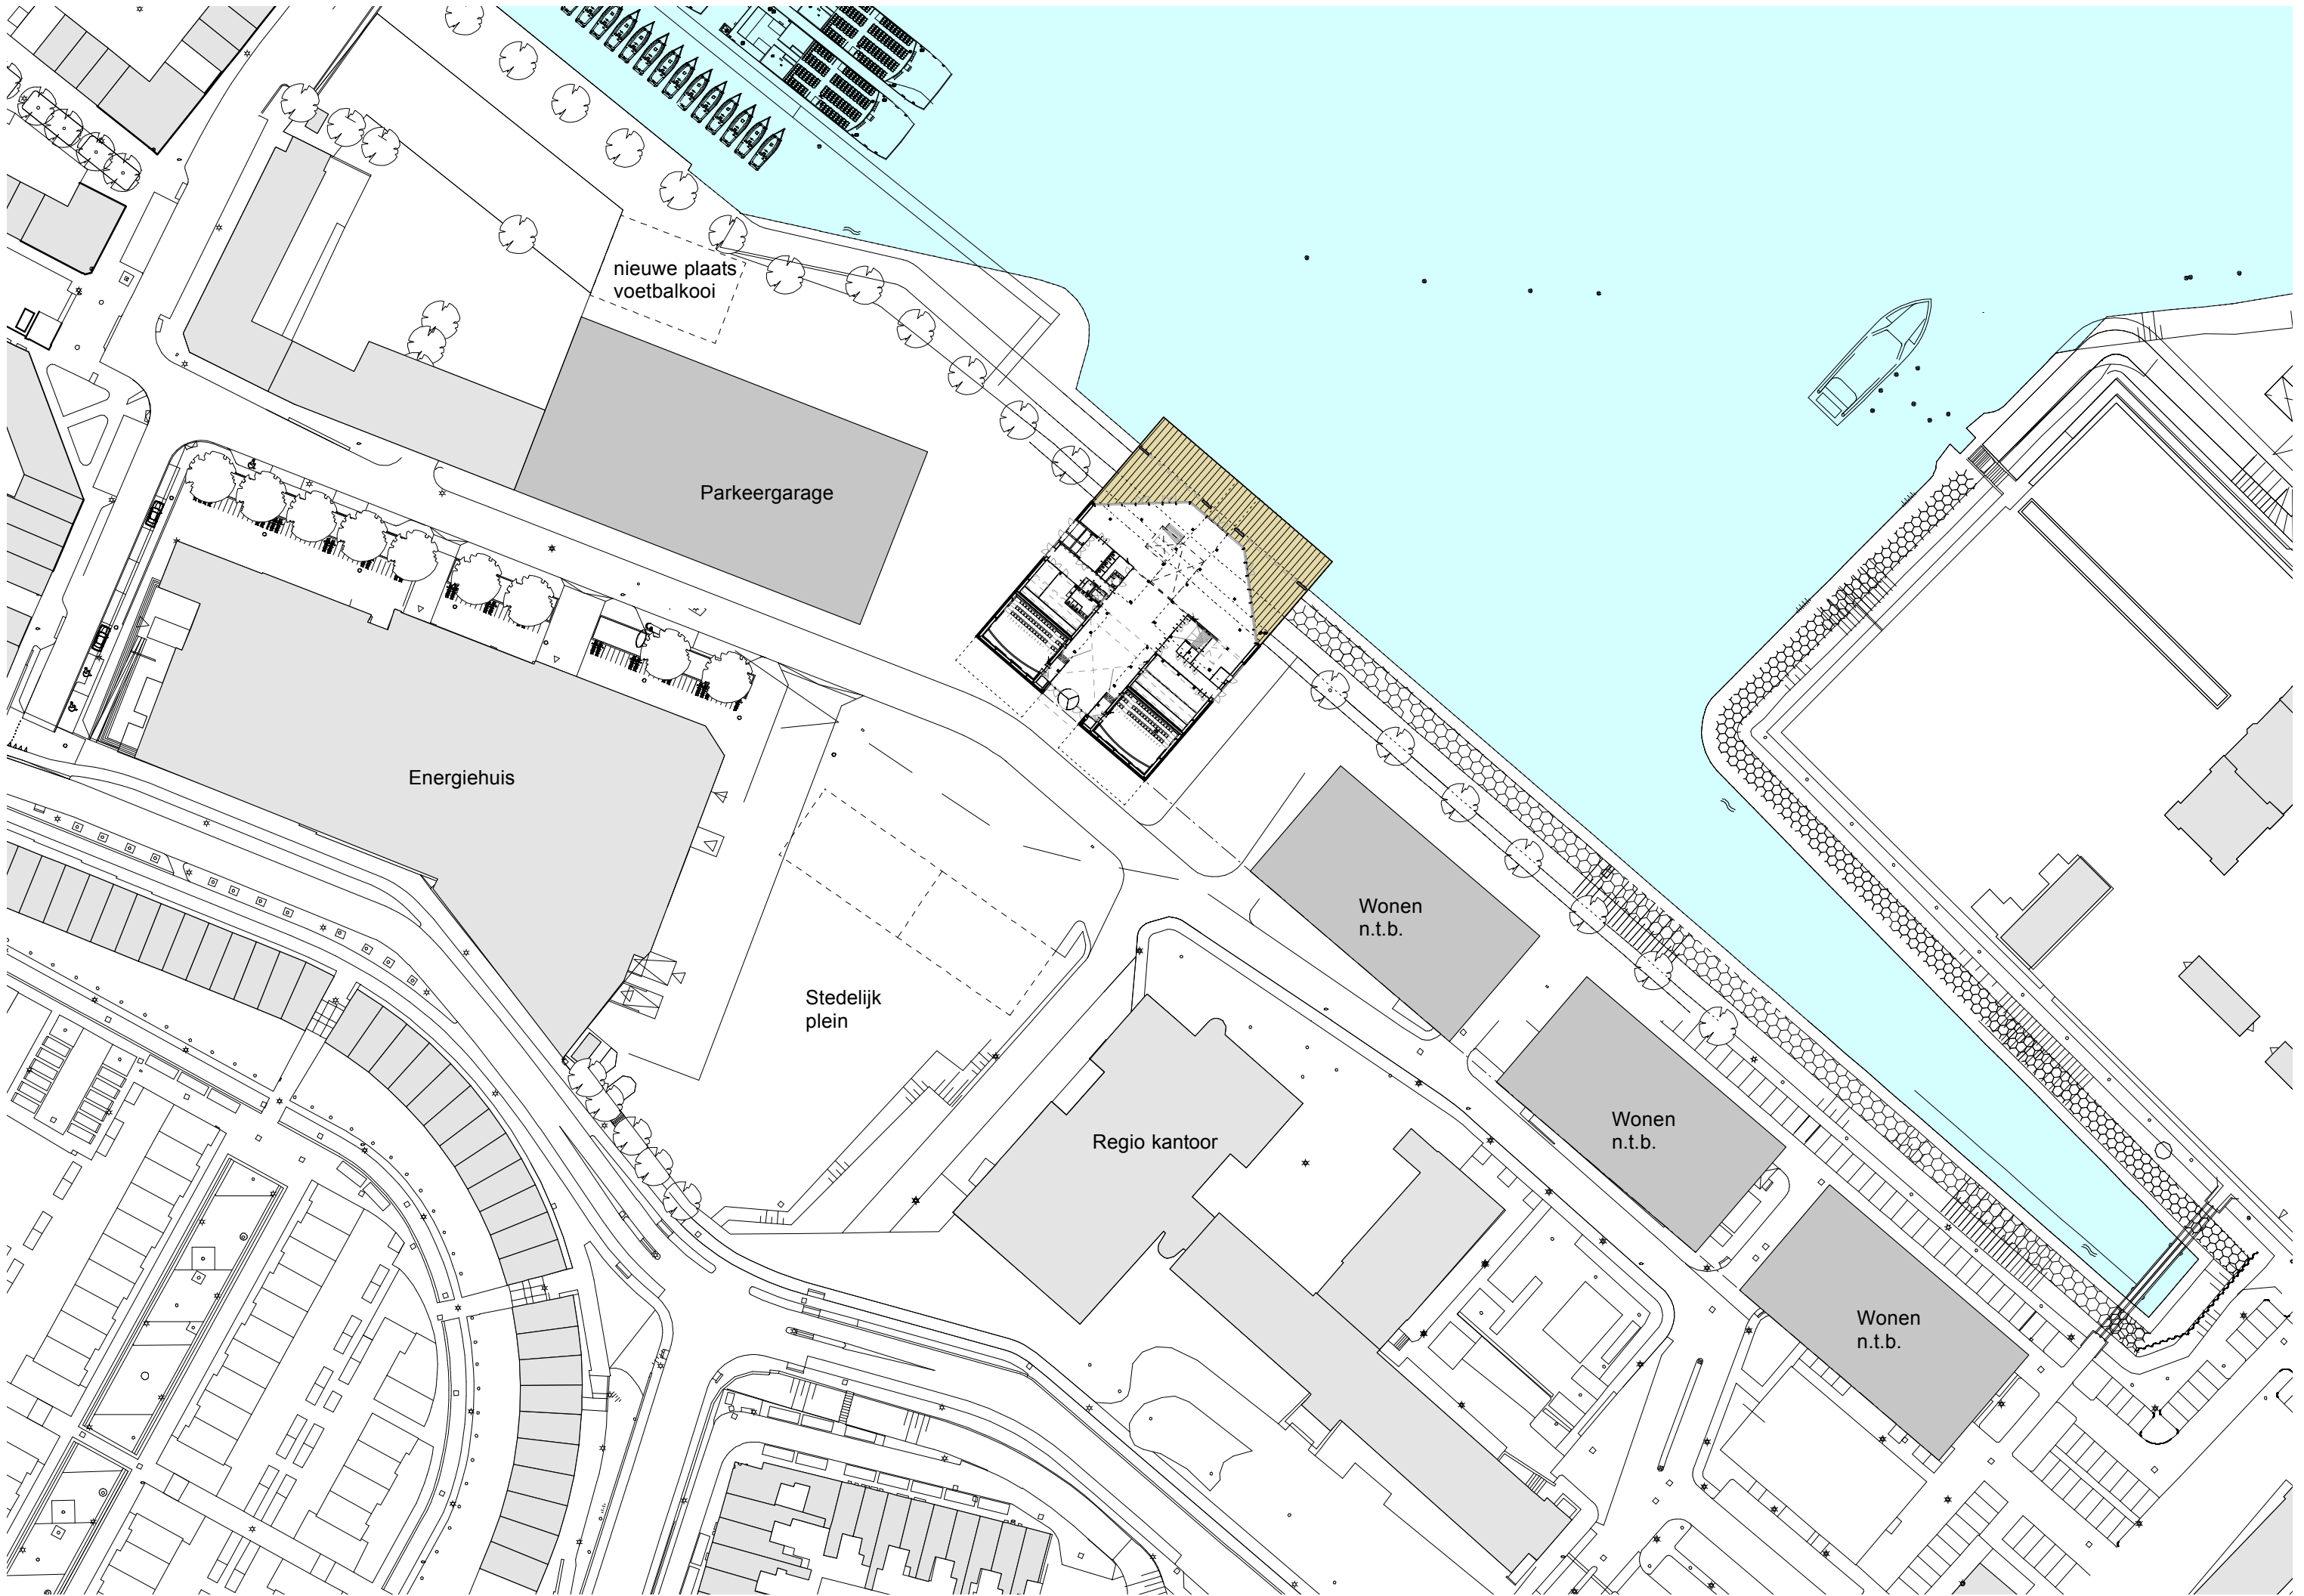 nieuwe plaats
voetbalkooi
Parkeergarage
Energiehuis
Wonen
n.t.b.
Stedelijk
plein
Wonen
n.t.b.
Regio kantoor
Wonen
n.t.b.